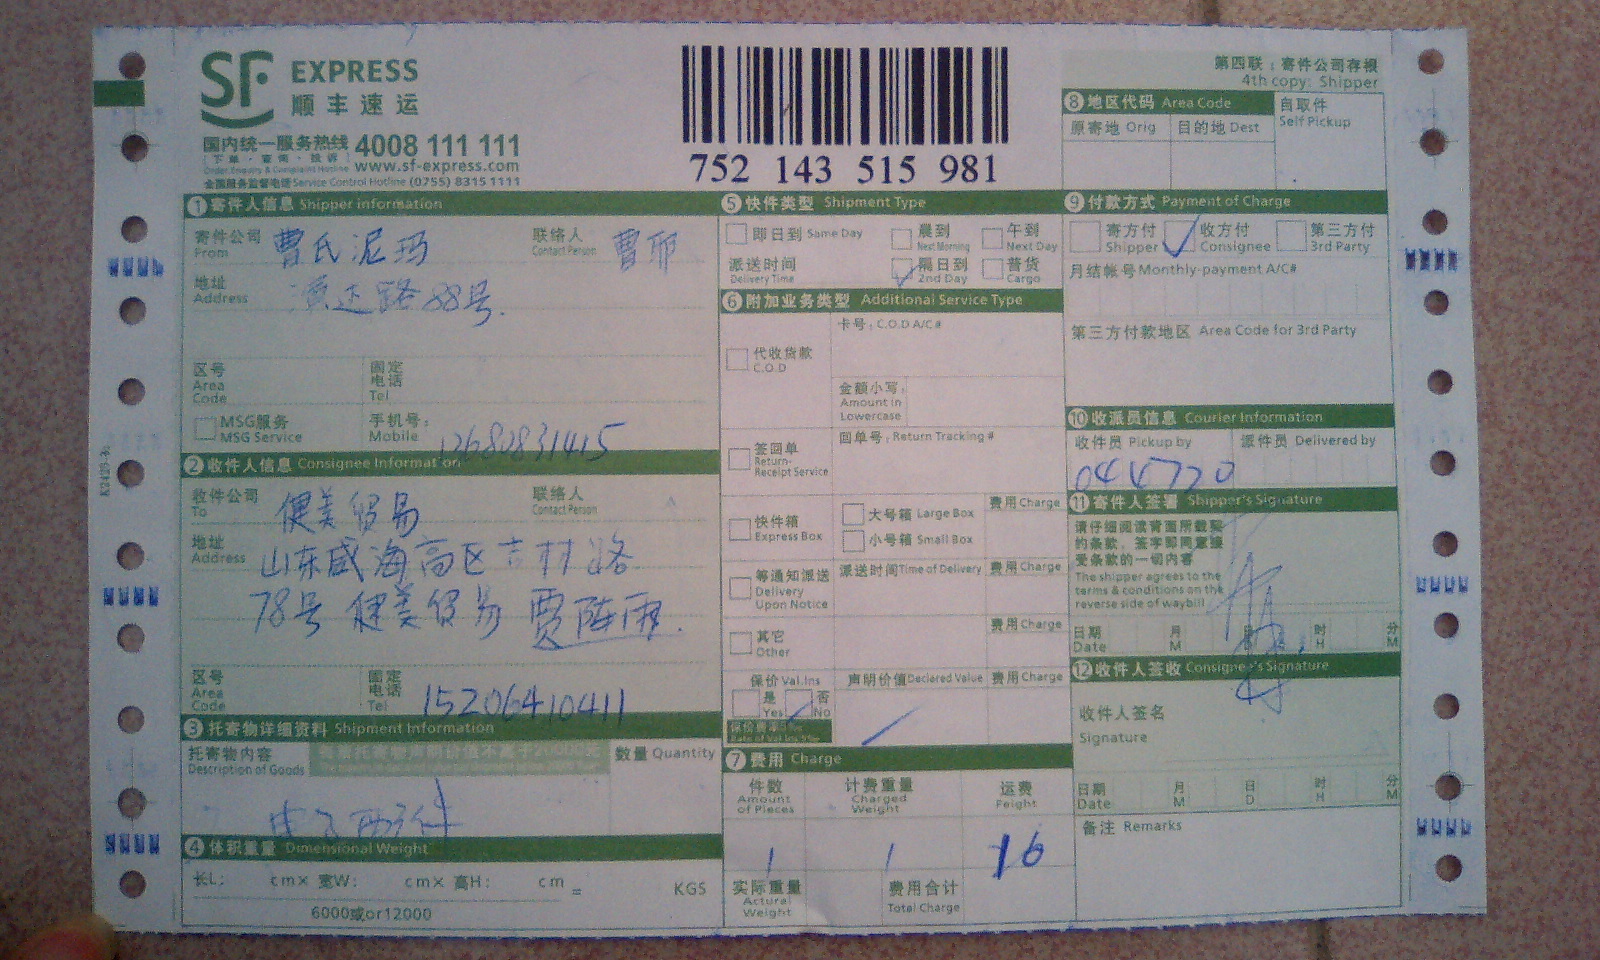 SF EXPRESS
顺丰速运
国内统一服务热线 4008 111 111
下单·查询·投诉 www.sf-express.com
Order,Enquiry & Complaint Hotline
全国服务监督电话 Service Control Hotline (0755) 8315 1111
752 143 515 981
第四联：寄件公司存根
4th copy: Shipper
8 地区代码 Area Code
自取件
Self Pickup
原寄地 Orig 目的地 Dest
1 寄件人信息 Shipper information
寄件公司 From 曹氏泥玛
联络人 Contact Person 曹
地址 Address 路88号.
区号 Area Code
固定电话 Tel
MSG服务 MSG Service
手机号： Mobile 12682831415
2 收件人信息 Consignee Information
收件公司 To 健美贸易
联络人 Contact Person
地址 Address 山东威海高区吉林路
78号 健美贸易 贾阵雨.
区号 Area Code
固定电话 Tel 15206410411
3 托寄物详细资料 Shipment Information
托寄物内容 Description of Goods
数量 Quantity
4 体积重量 Dimensional Weight
长L: cm× 宽W: cm× 高H: cm = KGS
6000或or12000
5 快件类型 Shipment Type
即日到 Same Day
晨到 Next Morning
午到 Next Day
派送时间 Delivery Time
隔日到 2nd Day
普货 Cargo
6 附加业务类型 Additional Service Type
代收货款 C.O.D
卡号：C.O.D A/C#
金额小写： Amount in Lowercase
签回单 Return-Receipt Service
回单号：Return Tracking #
快件箱 Express Box
大号箱 Large Box
小号箱 Small Box
费用 Charge
等通知派送 Delivery Upon Notice
派送时间 Time of Delivery
费用 Charge
其它 Other
费用 Charge
保价 Val.Ins
是 Yes 否 No
声明价值 Declared Value
费用 Charge
7 费用 Charge
件数 Amount of Pieces
计费重量 Charged Weight
运费 Feight
1 1 16
实际重量 Actural Weight
费用合计 Total Charge
9 付款方式 Payment of Charge
寄方付 Shipper
收方付 Consignee
第三方付 3rd Party
月结帐号 Monthly-payment A/C#
第三方付款地区 Area Code for 3rd Party
10 收派员信息 Courier Information
收件员 Pickup by 派件员 Delivered by
044720
11 寄件人签署 Shipper's Signature
请仔细阅读背面所载契
约条款，签字即同意接
受条款的一切内容
The shipper agrees to the
terms & conditions on the
reverse side of waybill
日期 Date 月 M 日 D 时 H 分 M
12 收件人签收 Consignee's Signature
收件人签名
Signature
日期 Date 月 M 日 D 时 H 分 M
备注 Remarks